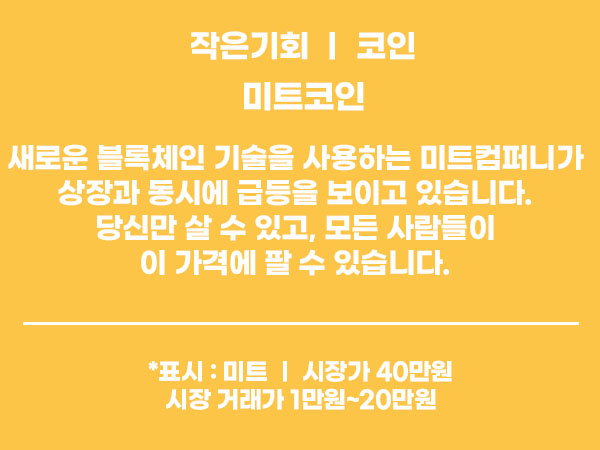 작은기회 ㅣ 코인
미트코인
새로운 블록체인 기술을 사용하는 미트컴퍼니가
상장과 동시에 급등을 보이고 있습니다.
당신만 살 수 있고, 모든 사람들이
이 가격에 팔 수 있습니다.
*표시 : 미트 ㅣ 시장가 40만원
시장 거래가 1만원~20만원